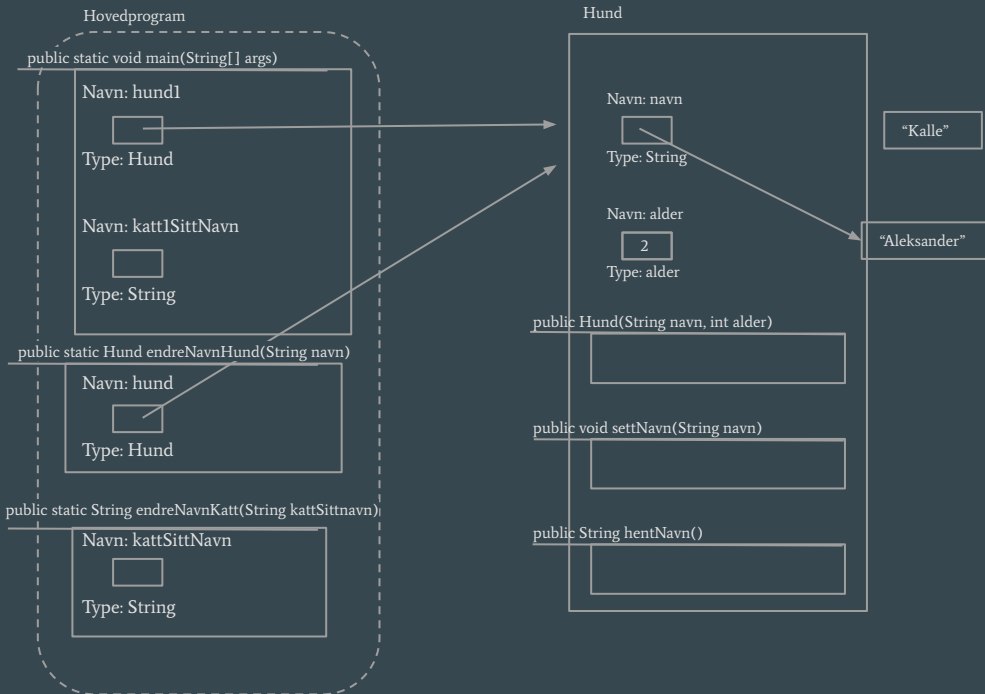 Hovedprogram
public static void main(String[] args)
Navn: hund1
Type: Hund
Navn: katt1SittNavn
Type: String
public static Hund endreNavnHund(String navn)
Navn: hund
Type: Hund
public static String endreNavnKatt(String kattSittnavn)
Navn: kattSittNavn
Type: String
Hund
Navn: navn
Type: String
Navn: alder
2
Type: alder
public Hund(String navn, int alder)
public void settNavn(String navn)
public String hentNavn()
“Kalle”
“Aleksander”